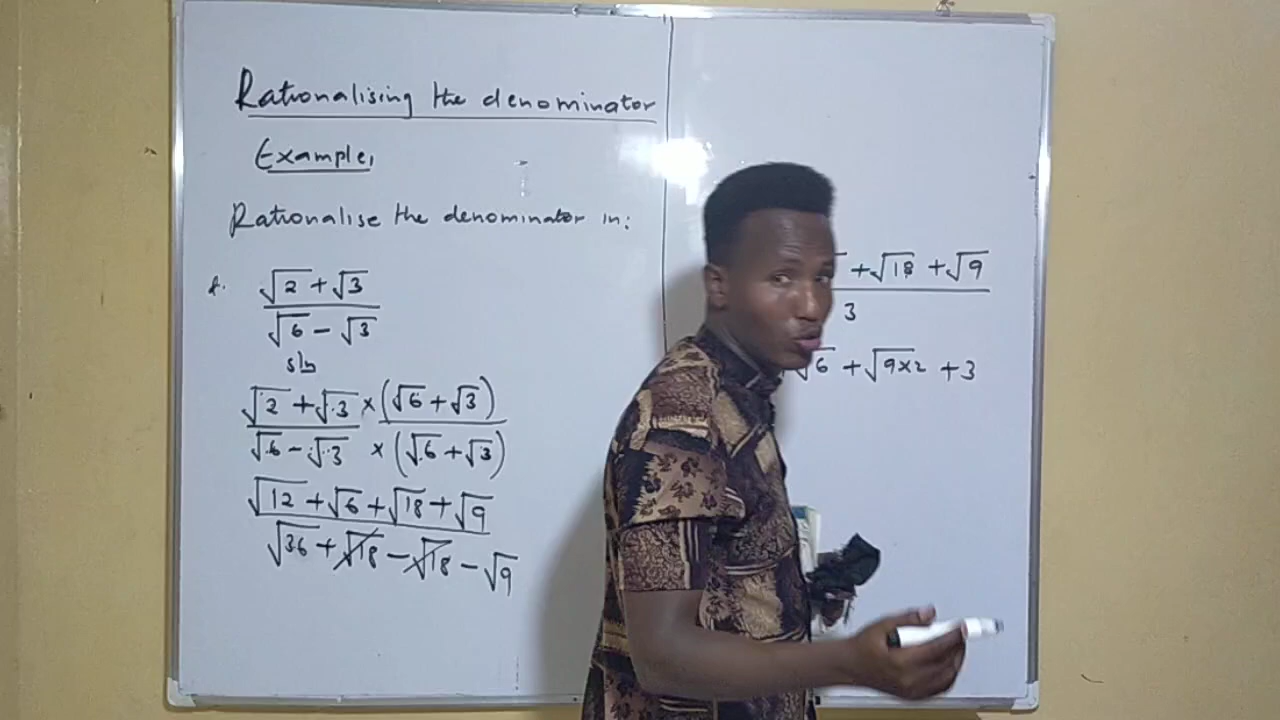 Rationalising the denominator
Example,
Rationalise the denominator in:
√2 + √3
√6 - √3
sln
√2 + √3 × (√6 + √3)
√6 - √3 × (√6 + √3)
√12 + √6 + √18 + √9
√36 + √18 - √18 - √9
+ √18 + √9
3
√6 + √9×2 + 3